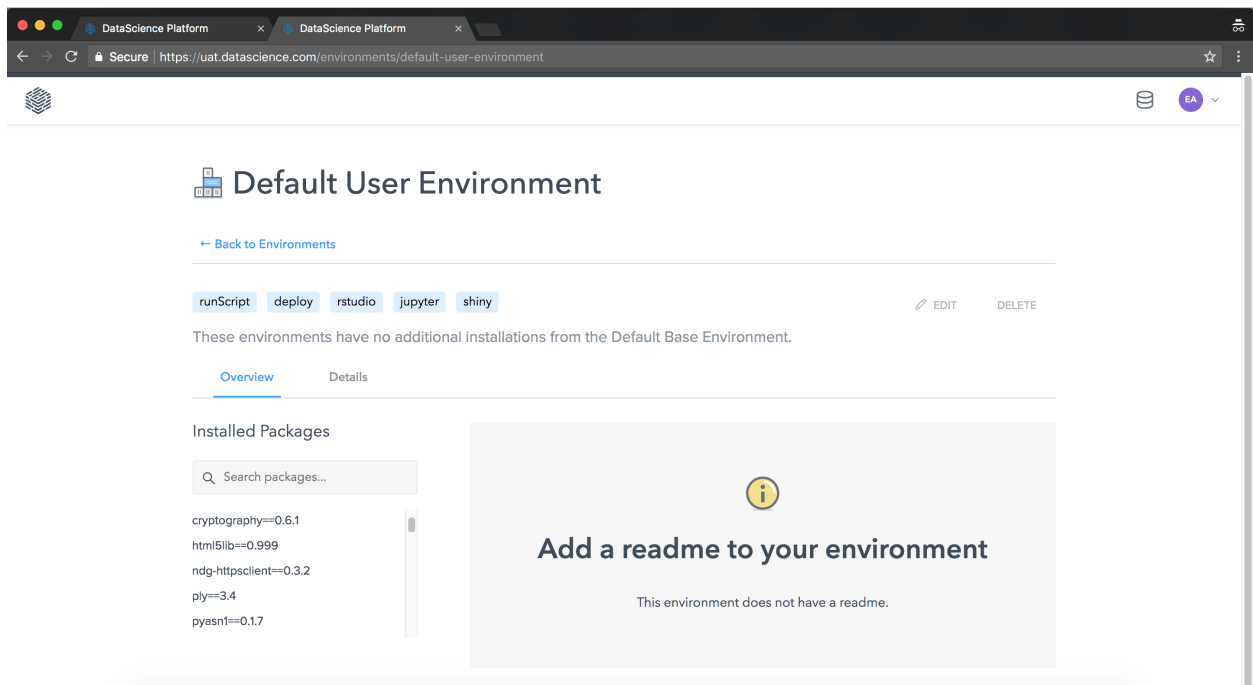 DataScience Platform × DataScience Platform ×
Secure https://uat.datascience.com/environments/default-user-environment
EA
Default User Environment
← Back to Environments
runScript deploy rstudio jupyter shiny EDIT DELETE
These environments have no additional installations from the Default Base Environment.
Overview Details
Installed Packages
Search packages...
cryptography==0.6.1
html5lib==0.999
ndg-httpsclient==0.3.2
ply==3.4
pyasn1==0.1.7
Add a readme to your environment
This environment does not have a readme.